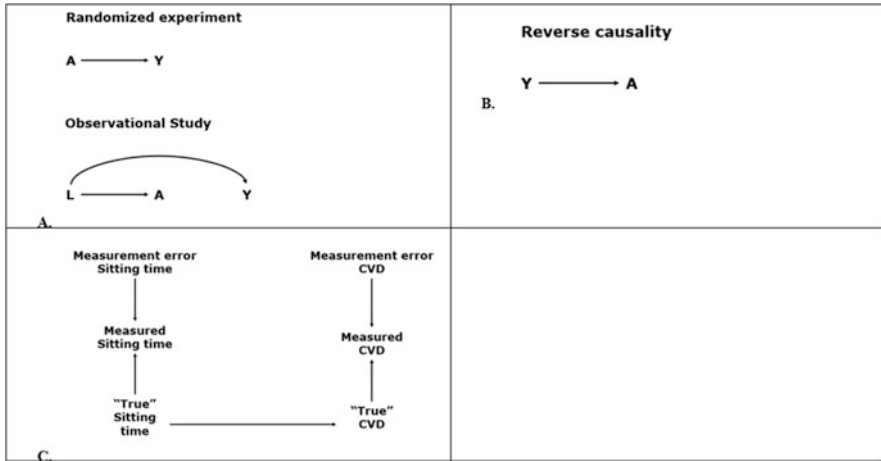 Randomized experiment
A Y
Observational Study
L A Y
A.
Reverse causality
Y A
B.
Measurement error
Sitting time
Measurement error
CVD
Measured
Sitting time
Measured
CVD
"True"
Sitting
time
"True"
CVD
C.